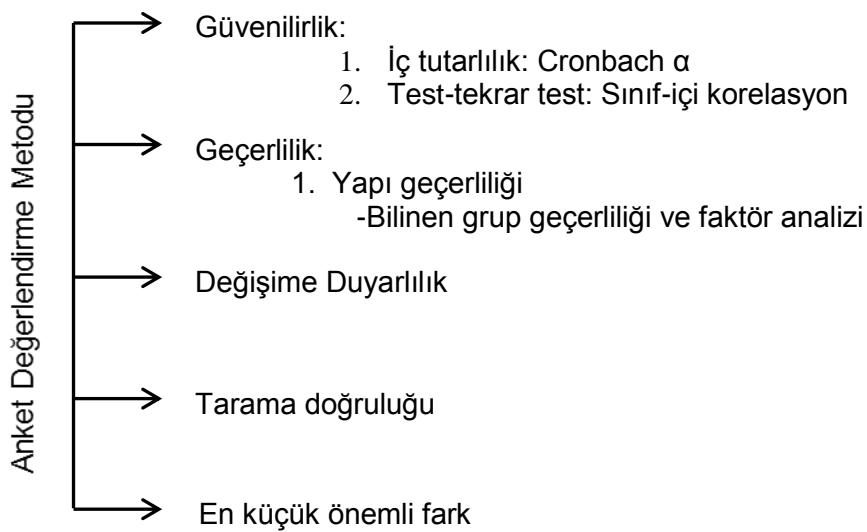 Anket Değerlendirme Metodu
Güvenilirlik:
1. İç tutarlılık: Cronbach α
2. Test-tekrar test: Sınıf-içi korelasyon
Geçerlilik:
1. Yapı geçerliliği
-Bilinen grup geçerliliği ve faktör analizi
Değişime Duyarlılık
Tarama doğruluğu
En küçük önemli fark